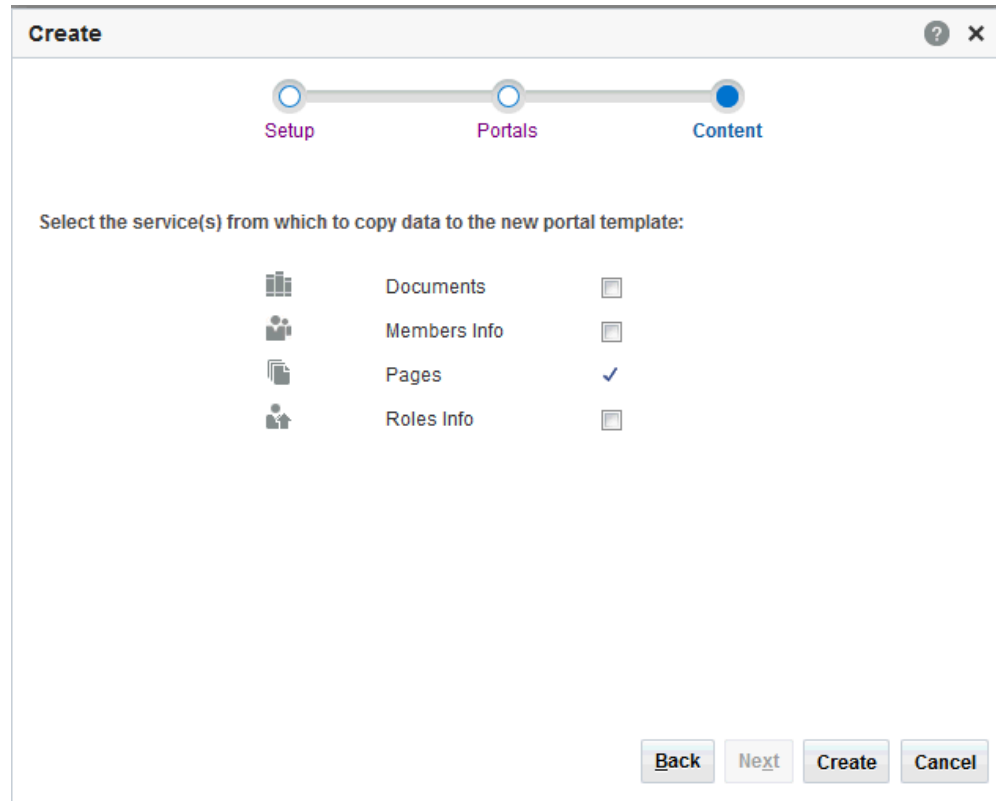 Create
Setup Portals Content
Select the service(s) from which to copy data to the new portal template:
Documents
Members Info
Pages
Roles Info
Back Next Create Cancel